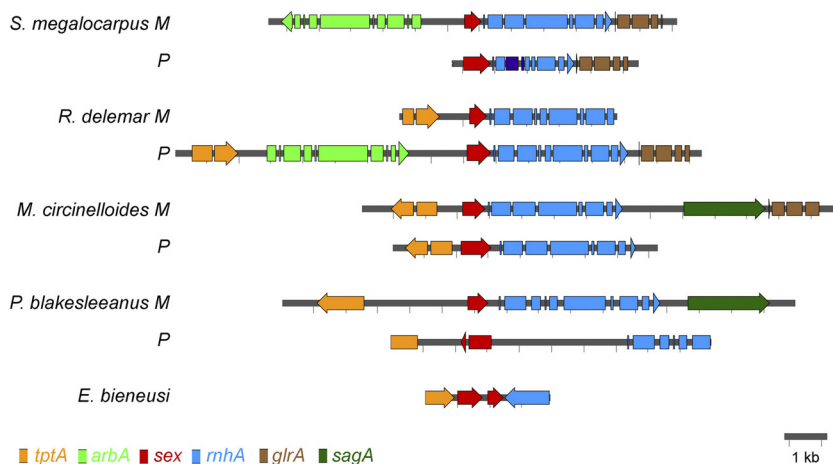 S. megalocarpus M
P
R. delemar M
P
M. circinelloides M
P
P. blakesleeanus M
P
E. bieneusi
tptA arbA sex rnhA glrA sagA
1 kb